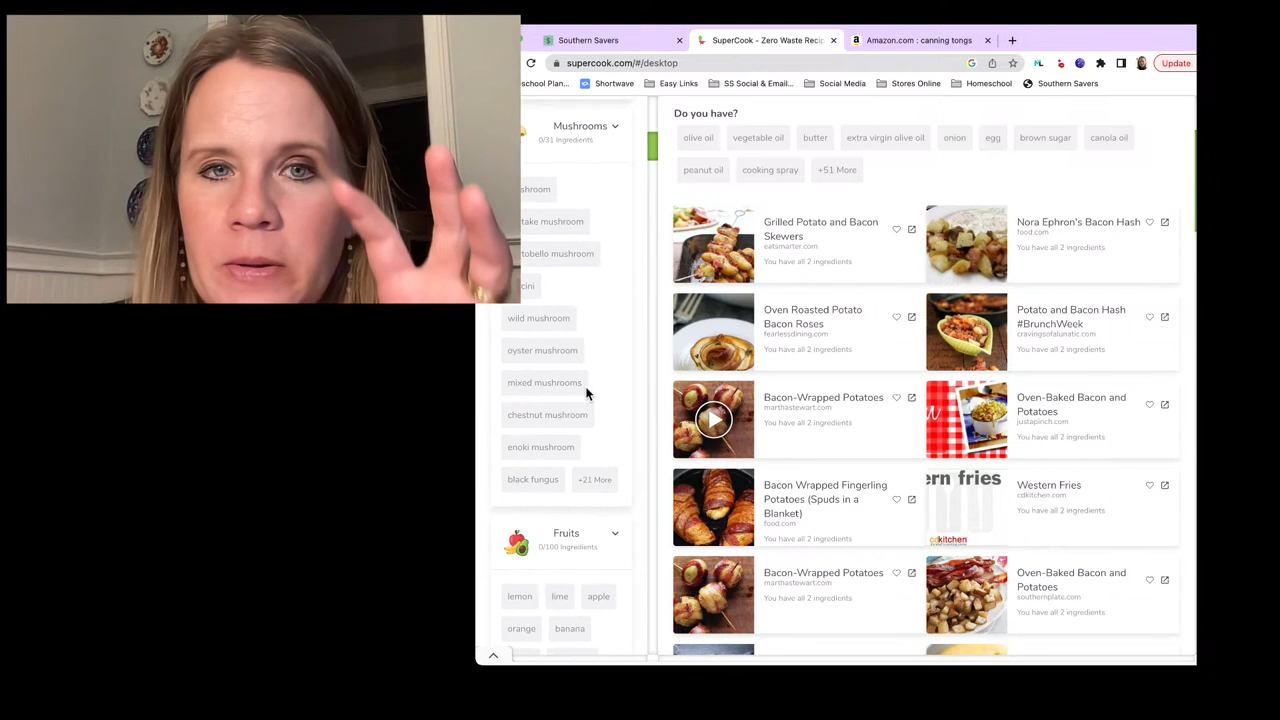 Southern Savers
SuperCook - Zero Waste Recip
Amazon.com : canning tongs
supercook.com/#/desktop
Update
eschool Plan...
Shortwave
Easy Links
SS Social & Email...
Social Media
Stores Online
Homeschool
Southern Savers
Mushrooms
0/31 Ingredients
shroom
take mushroom
rtobello mushroom
cini
wild mushroom
oyster mushroom
mixed mushrooms
chestnut mushroom
enoki mushroom
black fungus
+21 More
Fruits
0/100 Ingredients
lemon
lime
apple
orange
banana
Do you have?
olive oil
vegetable oil
butter
extra virgin olive oil
onion
egg
brown sugar
canola oil
peanut oil
cooking spray
+51 More
Grilled Potato and Bacon
Skewers
eatsmarter.com
You have all 2 ingredients
Nora Ephron's Bacon Hash
food.com
You have all 2 ingredients
Oven Roasted Potato
Bacon Roses
fearlessdining.com
You have all 2 ingredients
Potato and Bacon Hash
#BrunchWeek
cravingsofalunatic.com
You have all 2 ingredients
Bacon-Wrapped Potatoes
marthastewart.com
You have all 2 ingredients
Oven-Baked Bacon and
Potatoes
justapinch.com
You have all 2 ingredients
Bacon Wrapped Fingerling
Potatoes (Spuds in a
Blanket)
food.com
You have all 2 ingredients
ern fries
cdkitchen
Western Fries
cdkitchen.com
You have all 2 ingredients
Bacon-Wrapped Potatoes
marthastewart.com
You have all 2 ingredients
Oven-Baked Bacon and
Potatoes
southernplate.com
You have all 2 ingredients